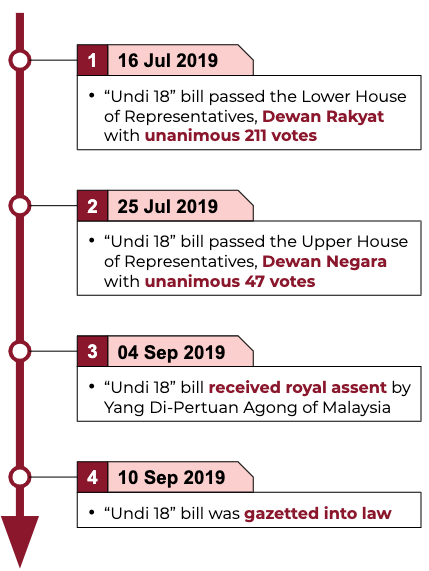 1 16 Jul 2019
• “Undi 18” bill passed the Lower House
of Representatives, Dewan Rakyat
with unanimous 211 votes
2 25 Jul 2019
• “Undi 18” bill passed the Upper House
of Representatives, Dewan Negara
with unanimous 47 votes
3 04 Sep 2019
• “Undi 18” bill received royal assent by
Yang Di-Pertuan Agong of Malaysia
4 10 Sep 2019
• “Undi 18” bill was gazetted into law